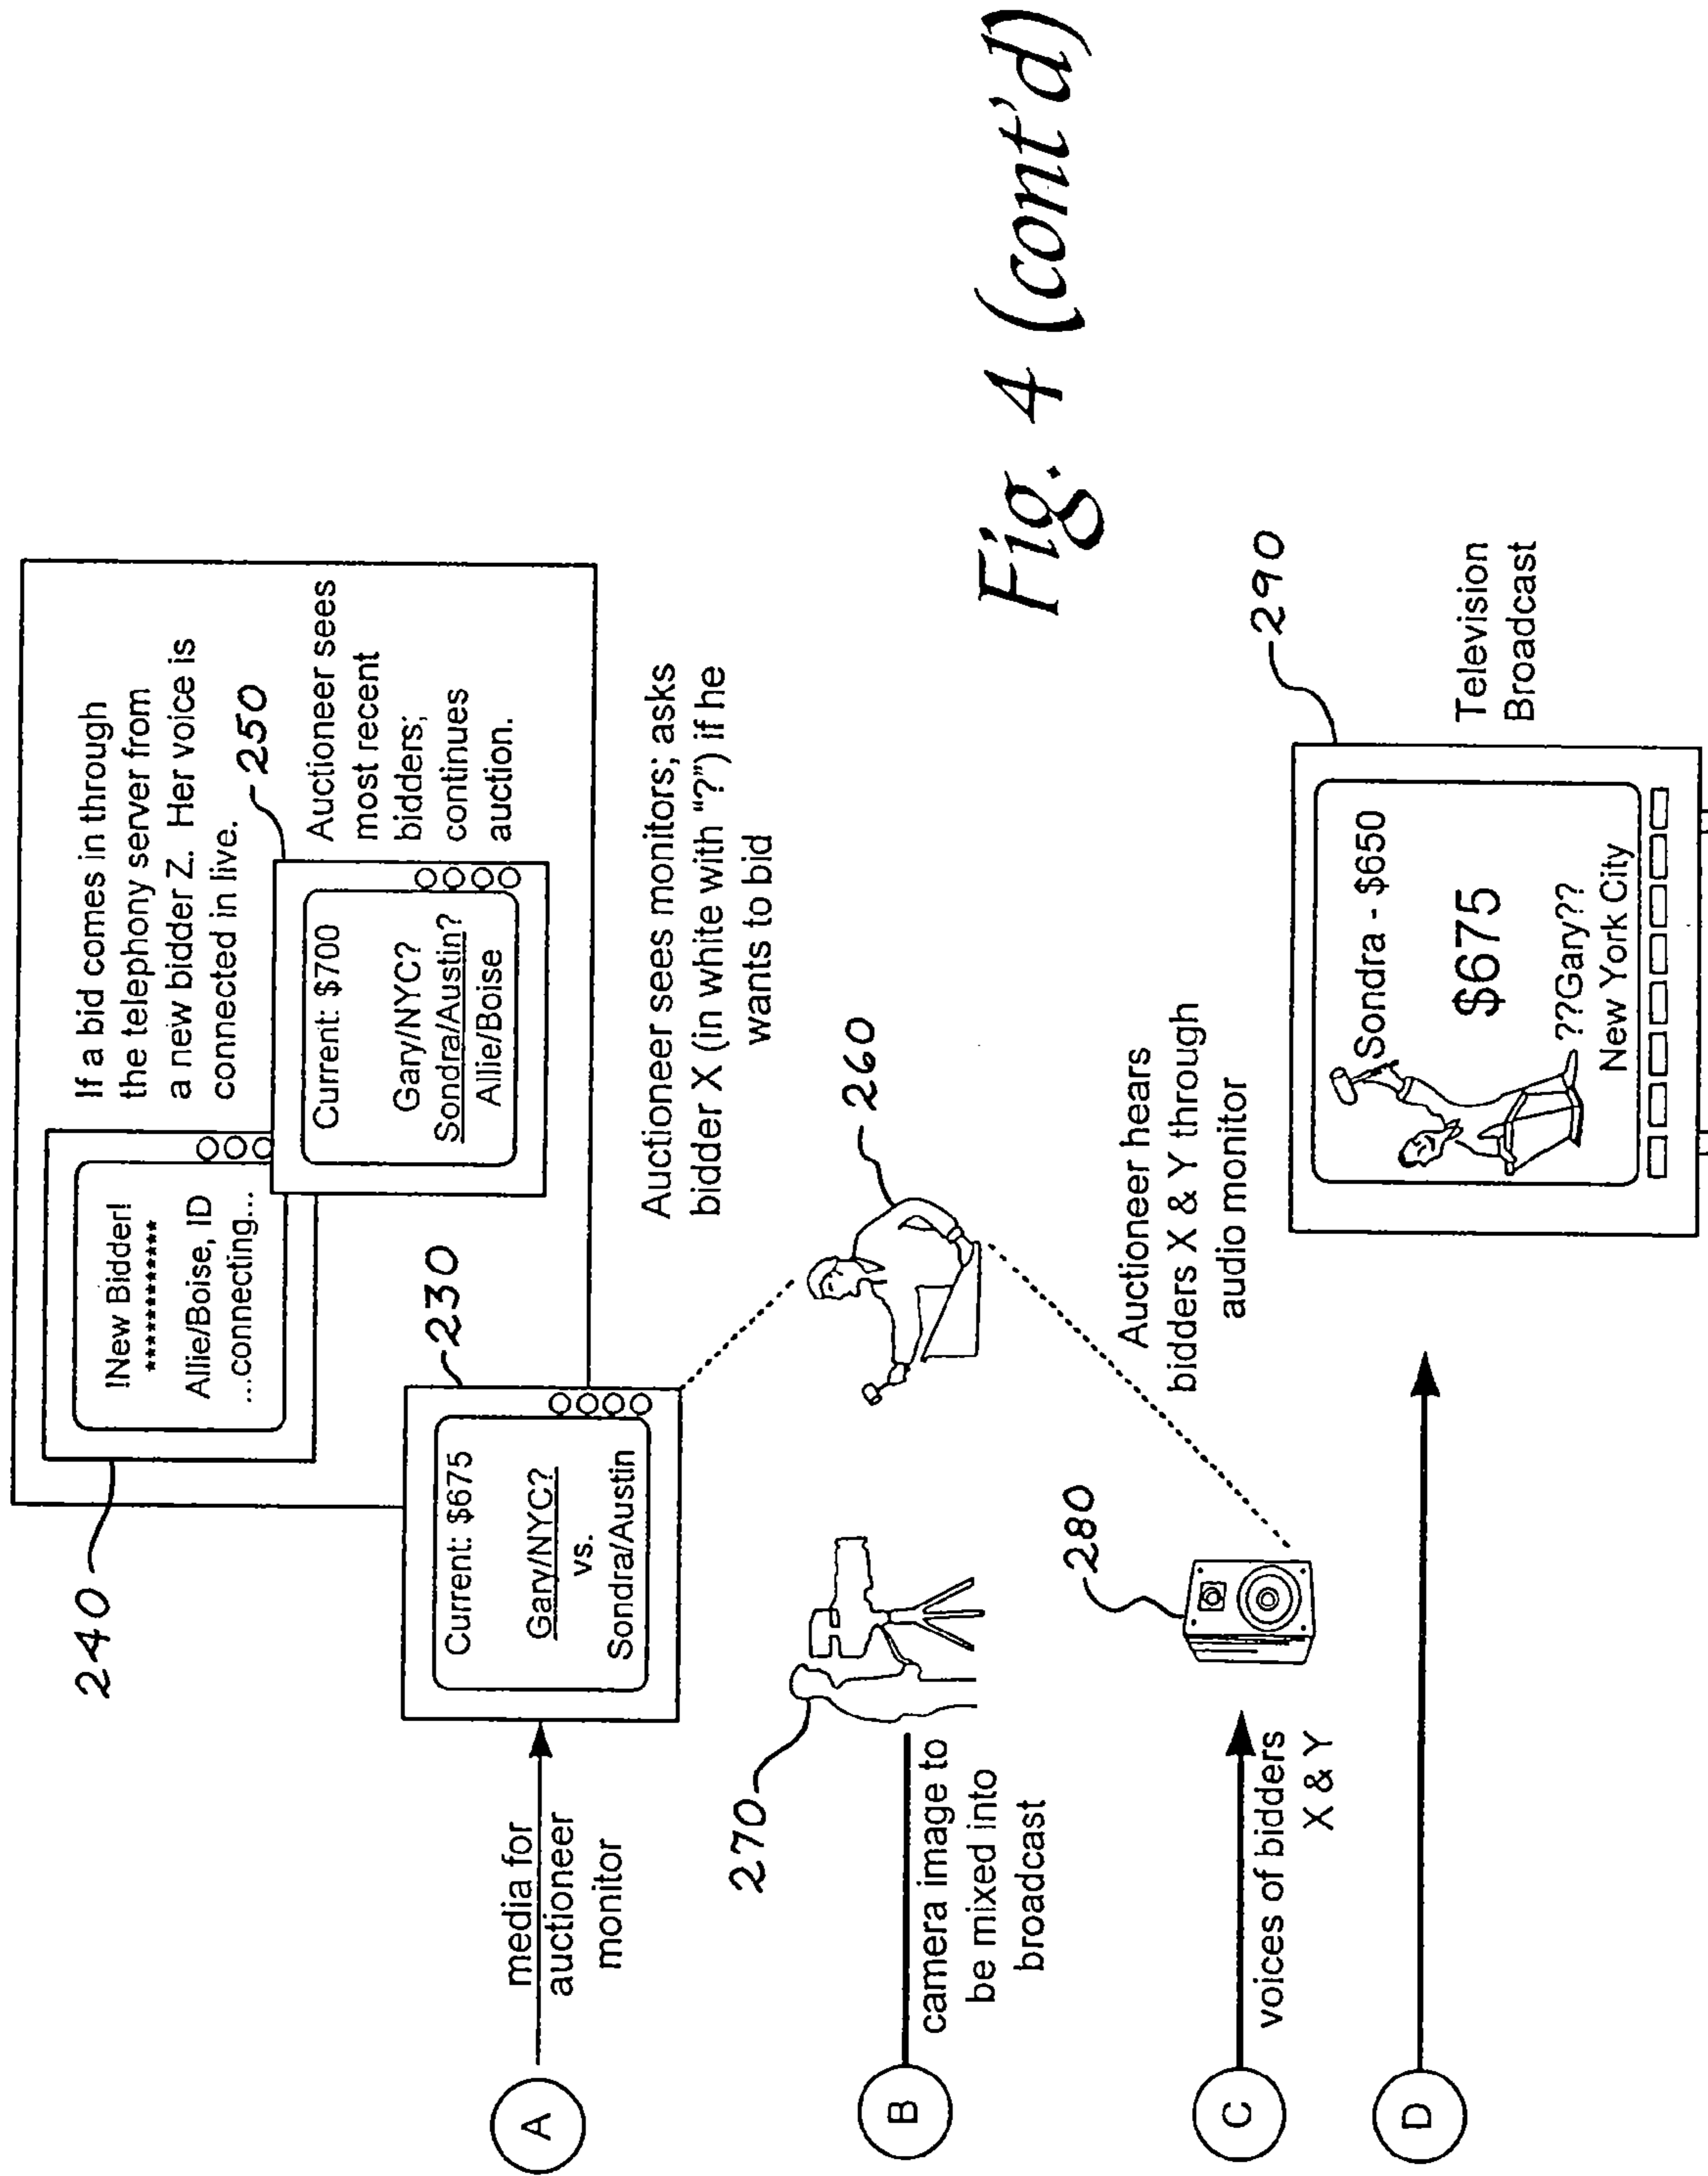 240
!New Bidder!
***********
Allie/Boise, ID
...connecting...
If a bid comes in through
the telephony server from
a new bidder Z. Her voice is
connected in live.
250
Current: $700
Gary/NYC?
Sondra/Austin?
Allie/Boise
Auctioneer sees
most recent
bidders;
continues
auction.
230
Current: $675
Gary/NYC?
vs.
Sondra/Austin
A
media for
auctioneer
monitor
Auctioneer sees monitors; asks
bidder X (in white with "?") if he
wants to bid
270
260
B
camera image to
be mixed into
broadcast
Fig. 4 (cont'd)
280
Auctioneer hears
bidders X & Y through
audio monitor
C
voices of bidders
X & Y
D
290
Sondra - $650
$675
??Gary??
New York City
Television
Broadcast